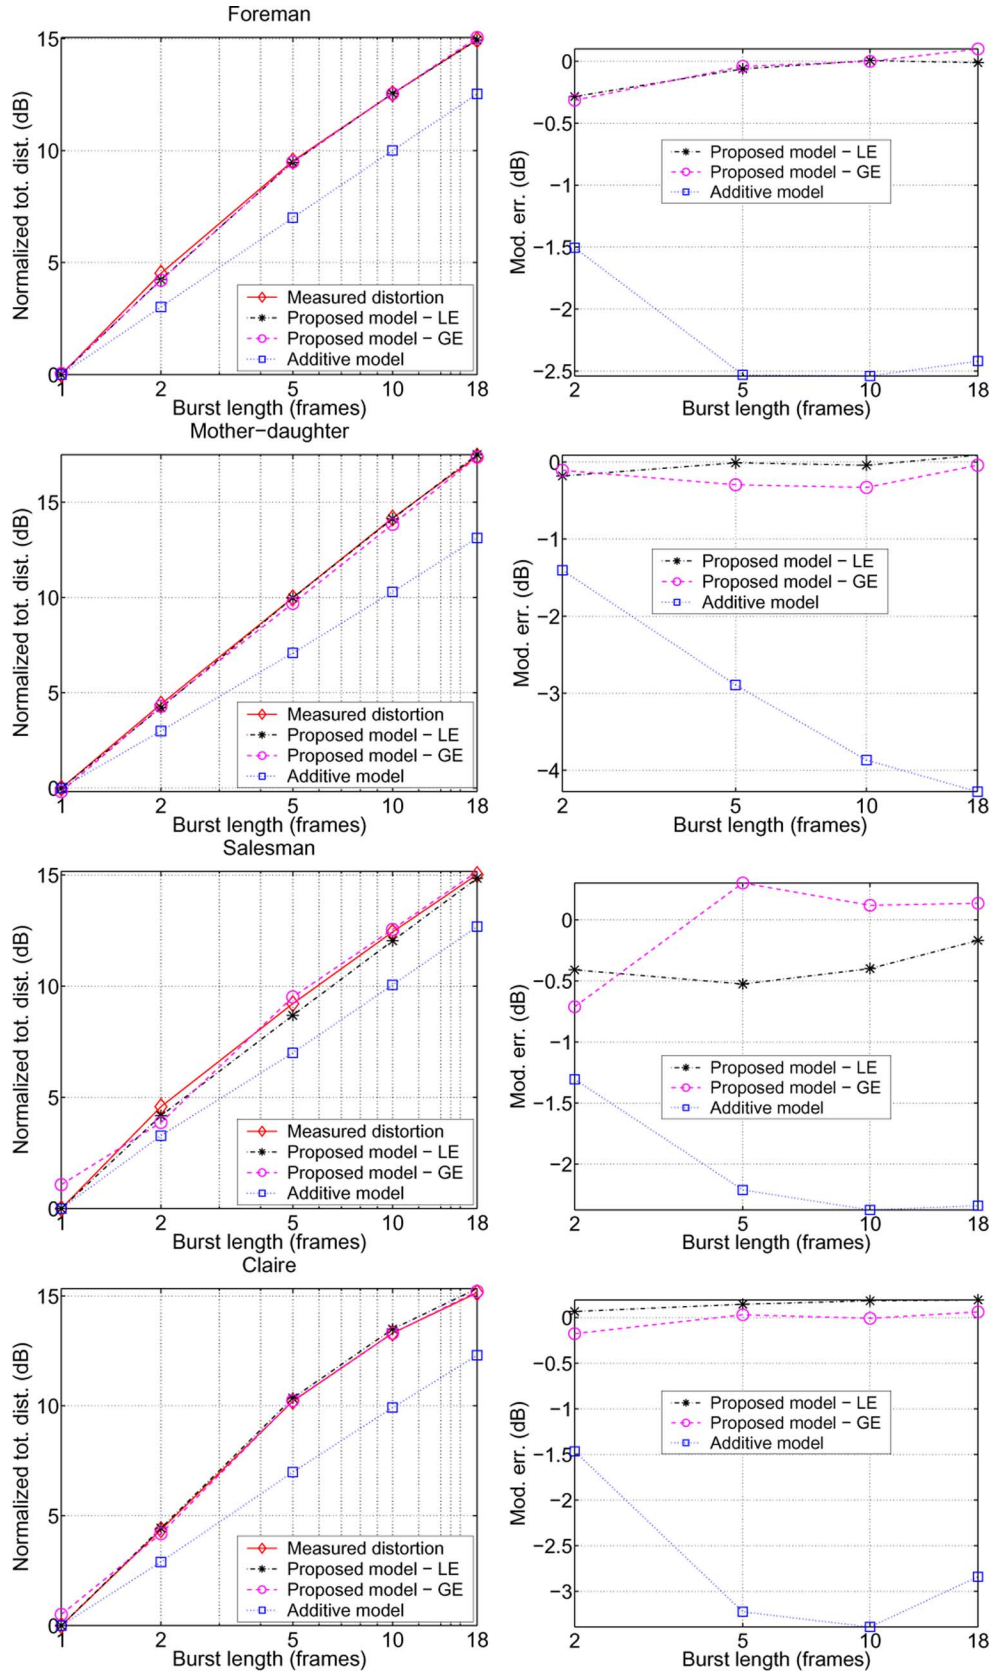 Foreman
Normalized tot. dist. (dB)
15
10
5
0
Measured distortion
Proposed model − LE
Proposed model − GE
Additive model
1 2 5 10 18
Burst length (frames)
Mod. err. (dB)
0
−0.5
−1
−1.5
−2
−2.5
Proposed model − LE
Proposed model − GE
Additive model
2 5 10 18
Burst length (frames)
Mother−daughter
Normalized tot. dist. (dB)
15
10
5
0
Measured distortion
Proposed model − LE
Proposed model − GE
Additive model
1 2 5 10 18
Burst length (frames)
Mod. err. (dB)
0
−1
−2
−3
−4
Proposed model − LE
Proposed model − GE
Additive model
2 5 10 18
Burst length (frames)
Salesman
Normalized tot. dist. (dB)
15
10
5
0
Measured distortion
Proposed model − LE
Proposed model − GE
Additive model
1 2 5 10 18
Burst length (frames)
Mod. err. (dB)
0
−0.5
−1
−1.5
−2
Proposed model − LE
Proposed model − GE
Additive model
2 5 10 18
Burst length (frames)
Claire
Normalized tot. dist. (dB)
15
10
5
0
Measured distortion
Proposed model − LE
Proposed model − GE
Additive model
1 2 5 10 18
Burst length (frames)
Mod. err. (dB)
0
−0.5
−1
−1.5
−2
−2.5
−3
Proposed model − LE
Proposed model − GE
Additive model
2 5 10 18
Burst length (frames)